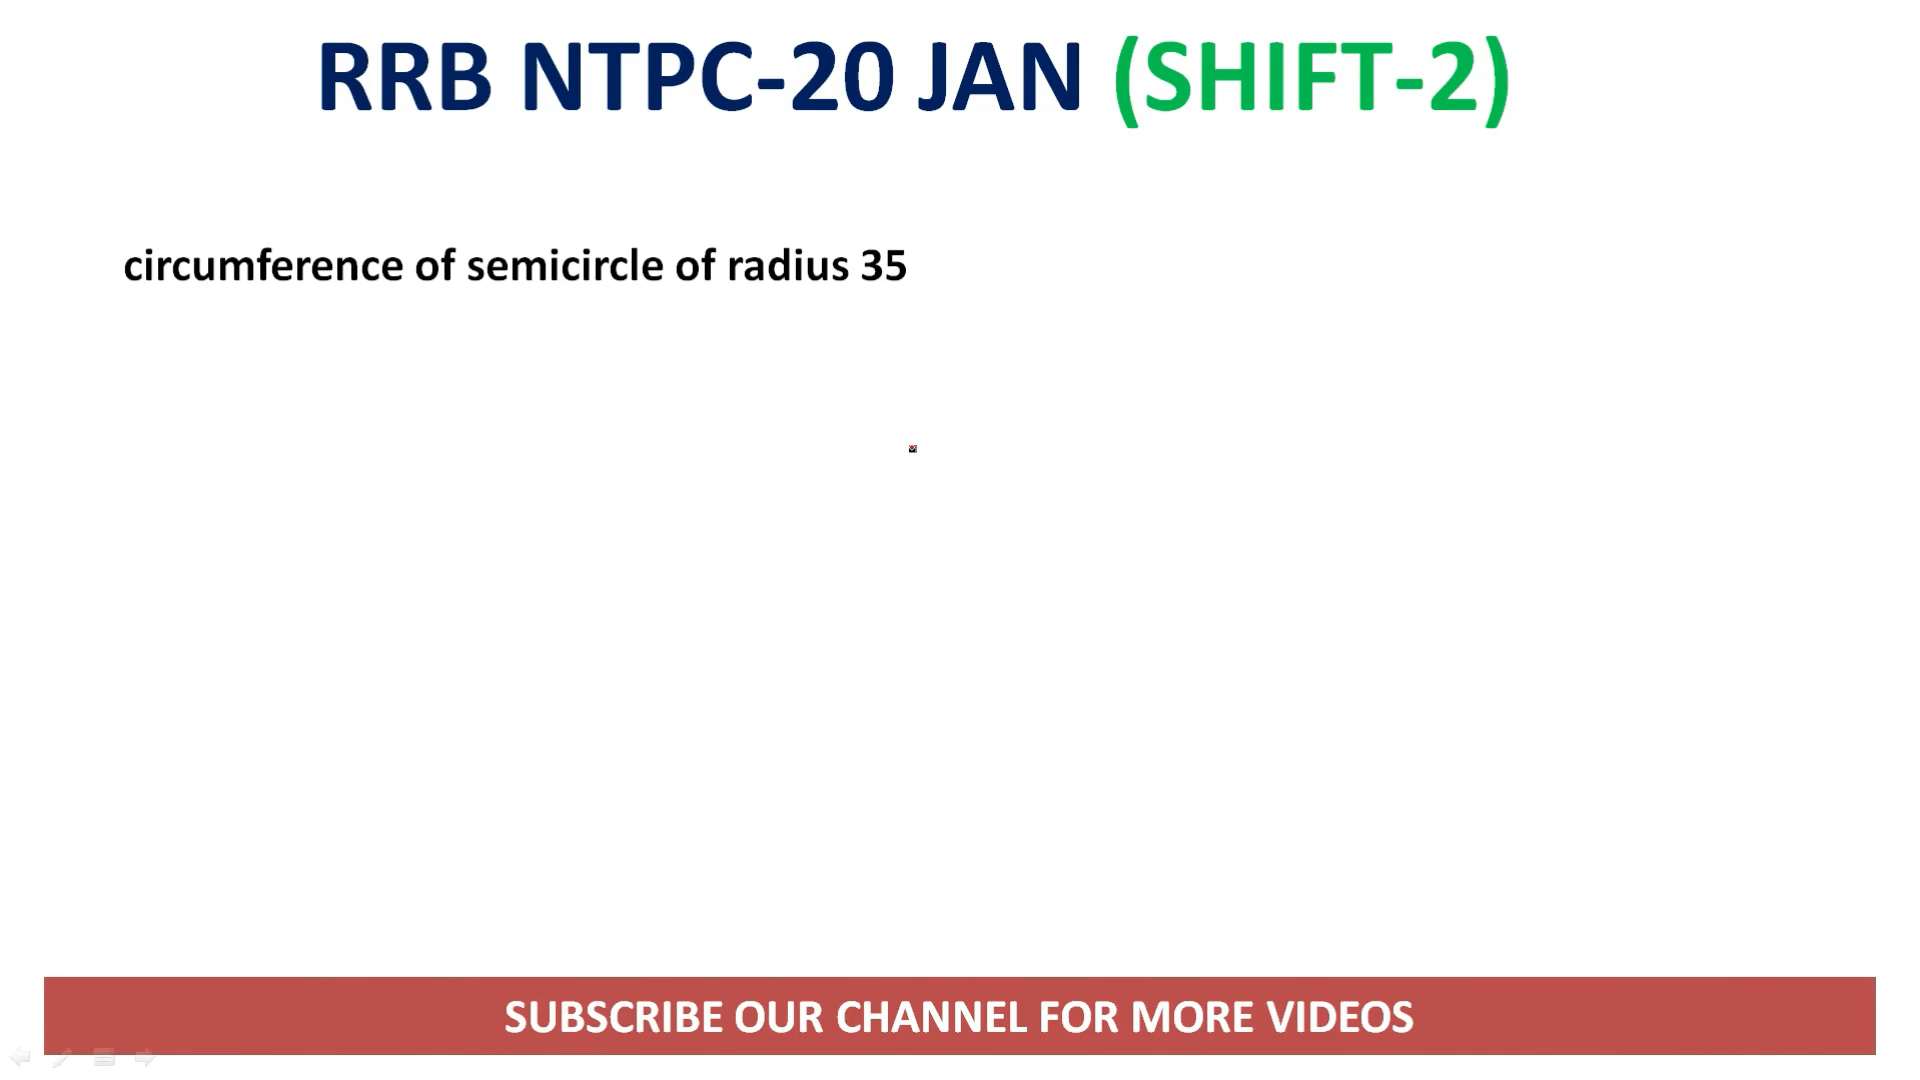 RRB NTPC-20 JAN (SHIFT-2)
circumference of semicircle of radius 35
SUBSCRIBE OUR CHANNEL FOR MORE VIDEOS